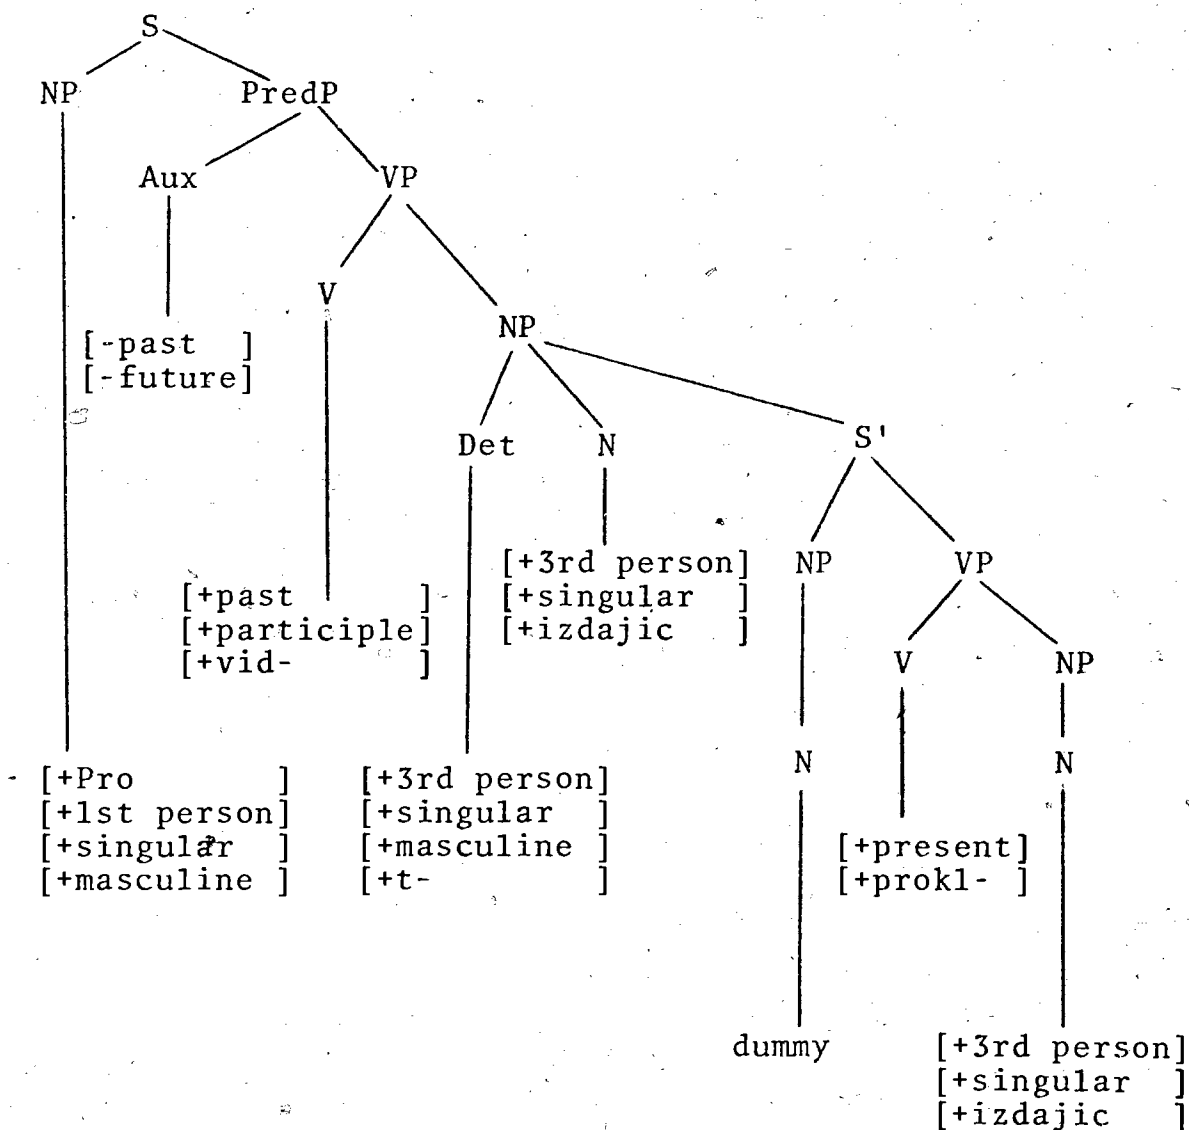 S
NP PredP
Aux VP
V
NP
[-past ]
[-future]
Det N S'
[+3rd person] NP VP
[+past ] [+singular ]
[+participle] [+izdajic ]
[+vid- ] V NP
[+Pro ] [+3rd person] N N
[+1st person] [+singular ]
[+singular ] [+masculine ] [+present]
[+masculine ] [+t- ] [+prokl- ]
dummy [+3rd person]
[+singular ]
[+izdajic ]